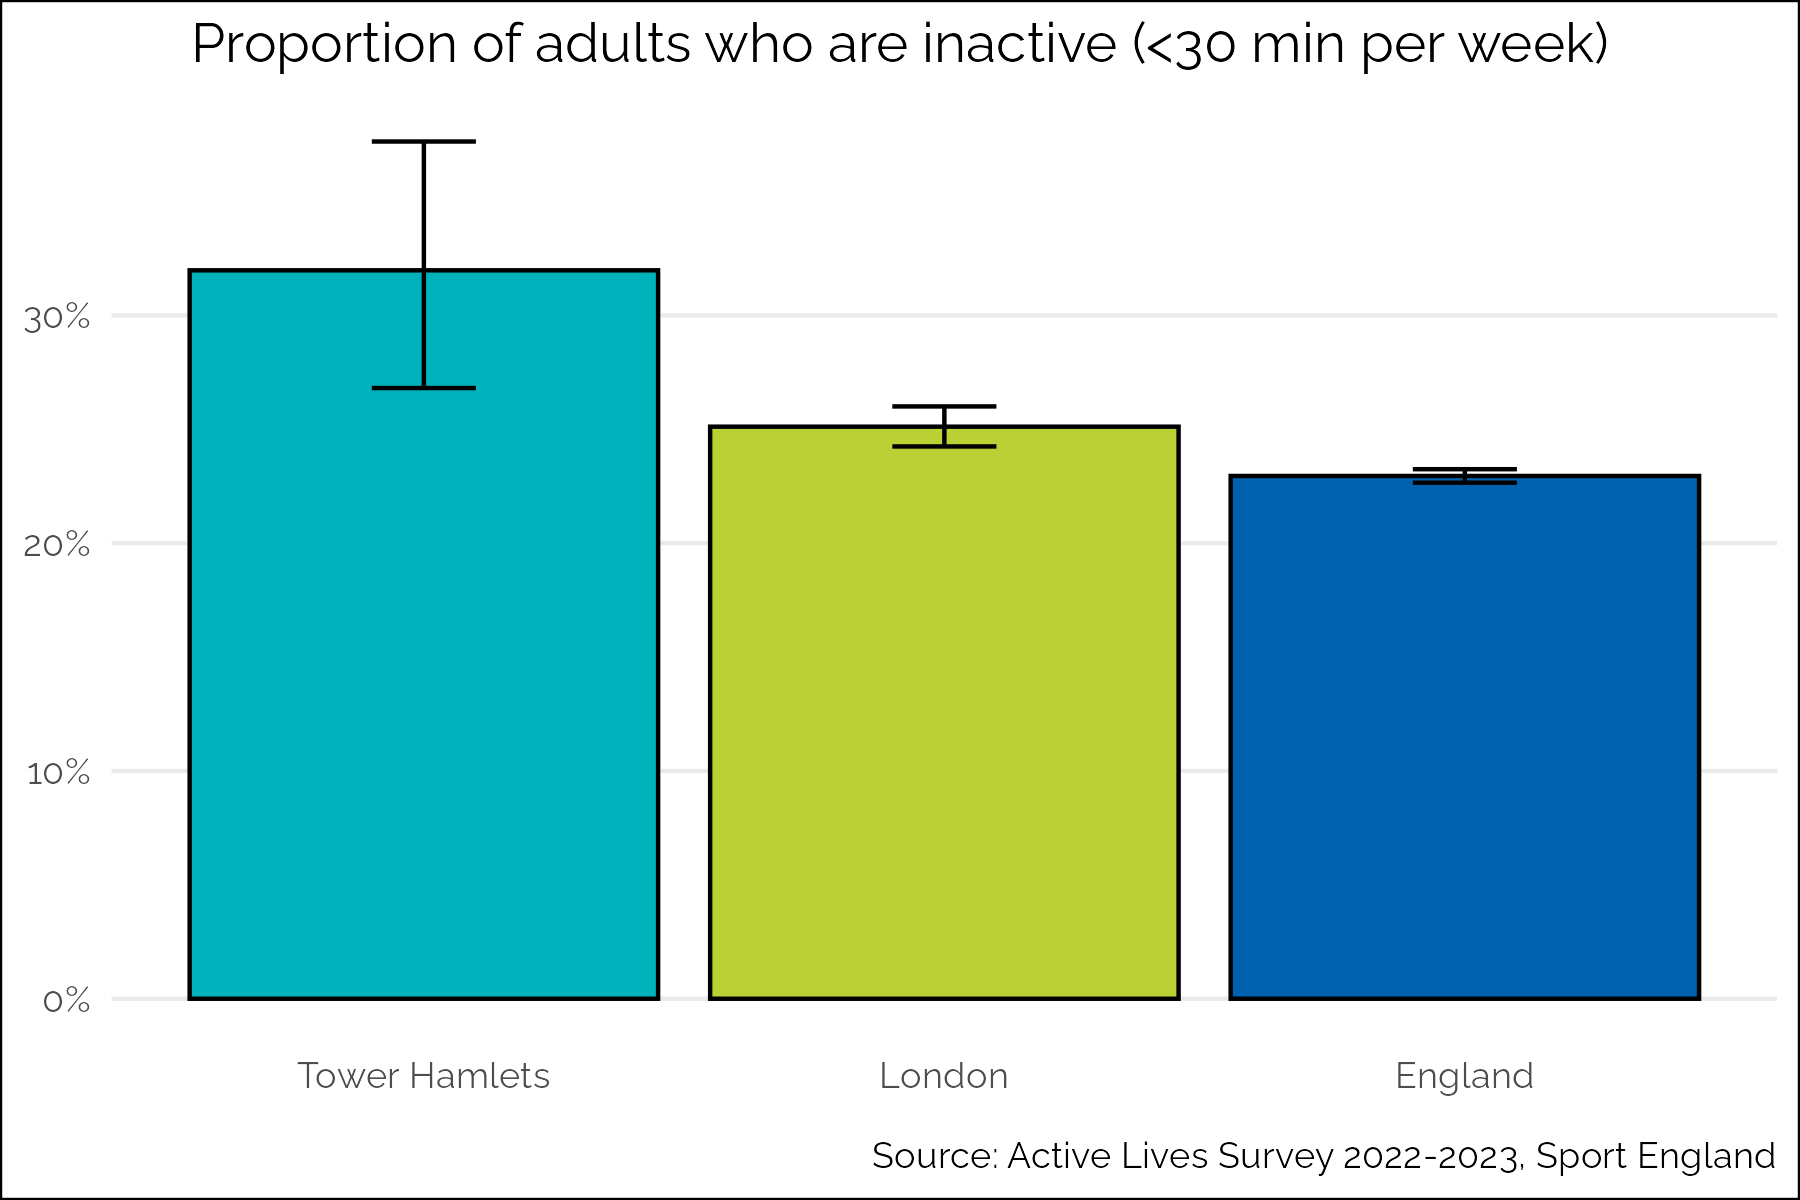 Proportion of adults who are inactive (<30 min per week)
30%
20%
10%
0%
Tower Hamlets
London
England
Source: Active Lives Survey 2022-2023, Sport England